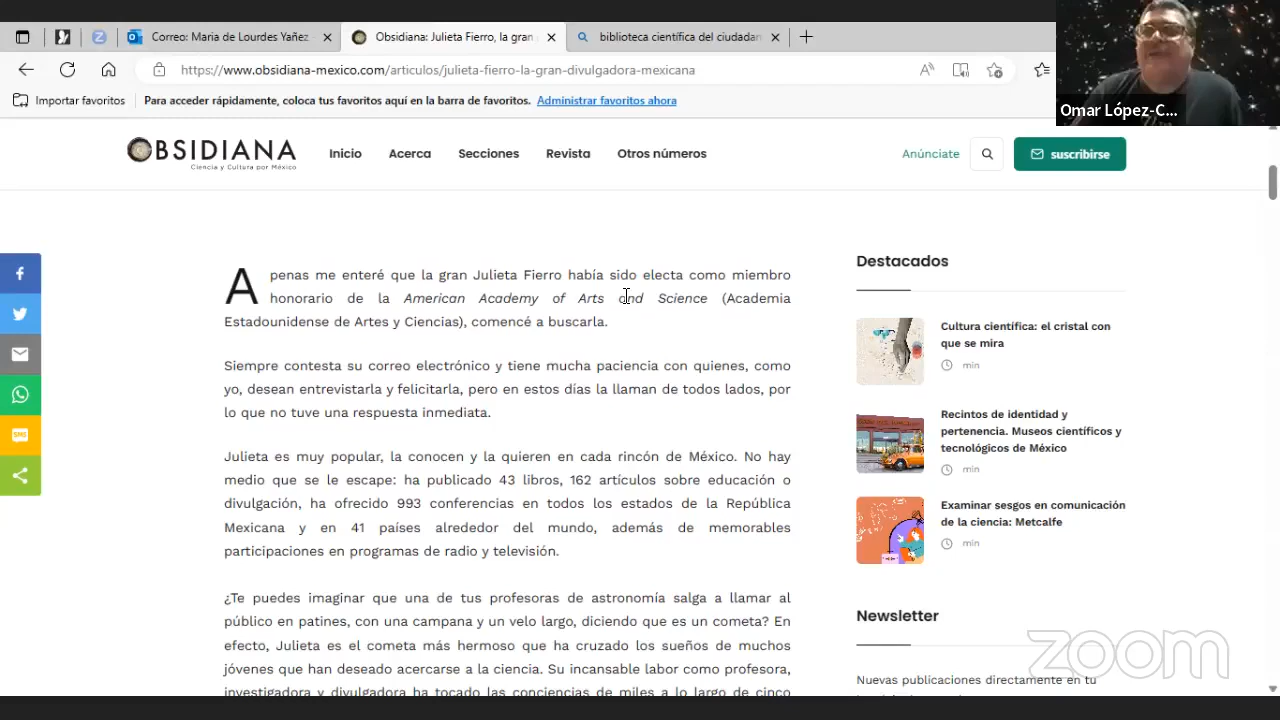 Correo: Maria de Lourdes Yañez
Obsidiana: Julieta Fierro, la gran
biblioteca científica del ciudadan
https://www.obsidiana-mexico.com/articulos/julieta-fierro-la-gran-divulgadora-mexicana
Importar favoritos
Para acceder rápidamente, coloca tus favoritos aquí en la barra de favoritos. Administrar favoritos ahora
Omar López-C...
OBSIDIANA
Ciencia y Cultura por México
Inicio Acerca Secciones Revista Otros números
Anúnciate
suscribirse
Apenas me enteré que la gran Julieta Fierro había sido electa como miembro
honorario de la American Academy of Arts and Science (Academia
Estadounidense de Artes y Ciencias), comencé a buscarla.
Siempre contesta su correo electrónico y tiene mucha paciencia con quienes, como
yo, desean entrevistarla y felicitarla, pero en estos días la llaman de todos lados, por
lo que no tuve una respuesta inmediata.
Julieta es muy popular, la conocen y la quieren en cada rincón de México. No hay
medio que se le escape: ha publicado 43 libros, 162 artículos sobre educación o
divulgación, ha ofrecido 993 conferencias en todos los estados de la República
Mexicana y en 41 países alrededor del mundo, además de memorables
participaciones en programas de radio y televisión.
¿Te puedes imaginar que una de tus profesoras de astronomía salga a llamar al
público en patines, con una campana y un velo largo, diciendo que es un cometa? En
efecto, Julieta es el cometa más hermoso que ha cruzado los sueños de muchos
jóvenes que han deseado acercarse a la ciencia. Su incansable labor como profesora,
investigadora y divulgadora ha tocado las conciencias de miles a lo largo de cinco
Destacados
Cultura científica: el cristal con
que se mira
min
Recintos de identidad y
pertenencia. Museos científicos y
tecnológicos de México
min
Examinar sesgos en comunicación
de la ciencia: Metcalfe
min
Newsletter
Nuevas publicaciones directamente en tu
SMS
zoom